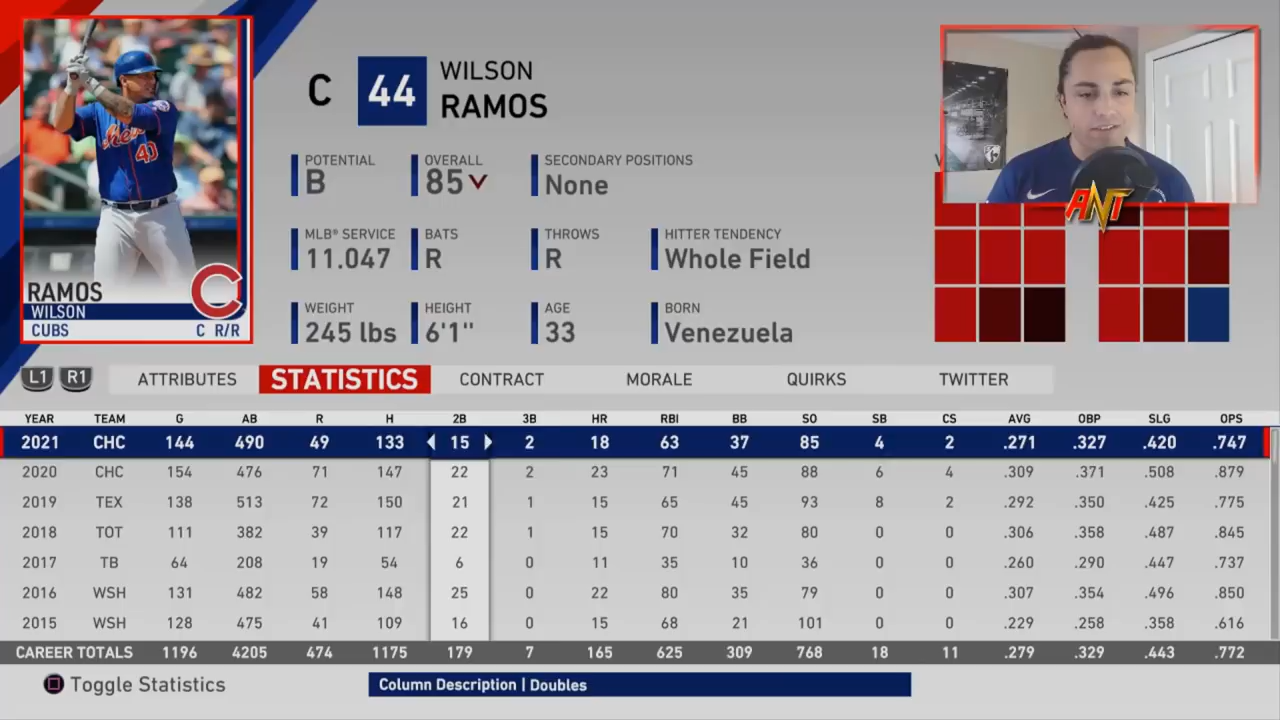 C 44 WILSON
RAMOS
POTENTIAL OVERALL SECONDARY POSITIONS
B 85 None
MLB® SERVICE BATS THROWS HITTER TENDENCY
11.047 R R Whole Field
WEIGHT HEIGHT AGE BORN
245 lbs 6'1" 33 Venezuela
Mets
40
RAMOS
WILSON
CUBS C R/R
C
ANT
L1 R1 ATTRIBUTES STATISTICS CONTRACT MORALE QUIRKS TWITTER
YEAR TEAM G AB R H 2B 3B HR RBI BB SO SB CS AVG OBP SLG OPS
2021 CHC 144 490 49 133 15 2 18 63 37 85 4 2 .271 .327 .420 .747
2020 CHC 154 476 71 147 22 2 23 71 45 88 6 4 .309 .371 .508 .879
2019 TEX 138 513 72 150 21 1 15 65 45 93 8 2 .292 .350 .425 .775
2018 TOT 111 382 39 117 22 1 15 70 32 80 0 0 .306 .358 .487 .845
2017 TB 64 208 19 54 6 0 11 35 10 36 0 0 .260 .290 .447 .737
2016 WSH 131 482 58 148 25 0 22 80 35 79 0 0 .307 .354 .496 .850
2015 WSH 128 475 41 109 16 0 15 68 21 101 0 0 .229 .258 .358 .616
CAREER TOTALS 1196 4205 474 1175 179 7 165 625 309 768 18 11 .279 .329 .443 .772
Toggle Statistics
Column Description | Doubles